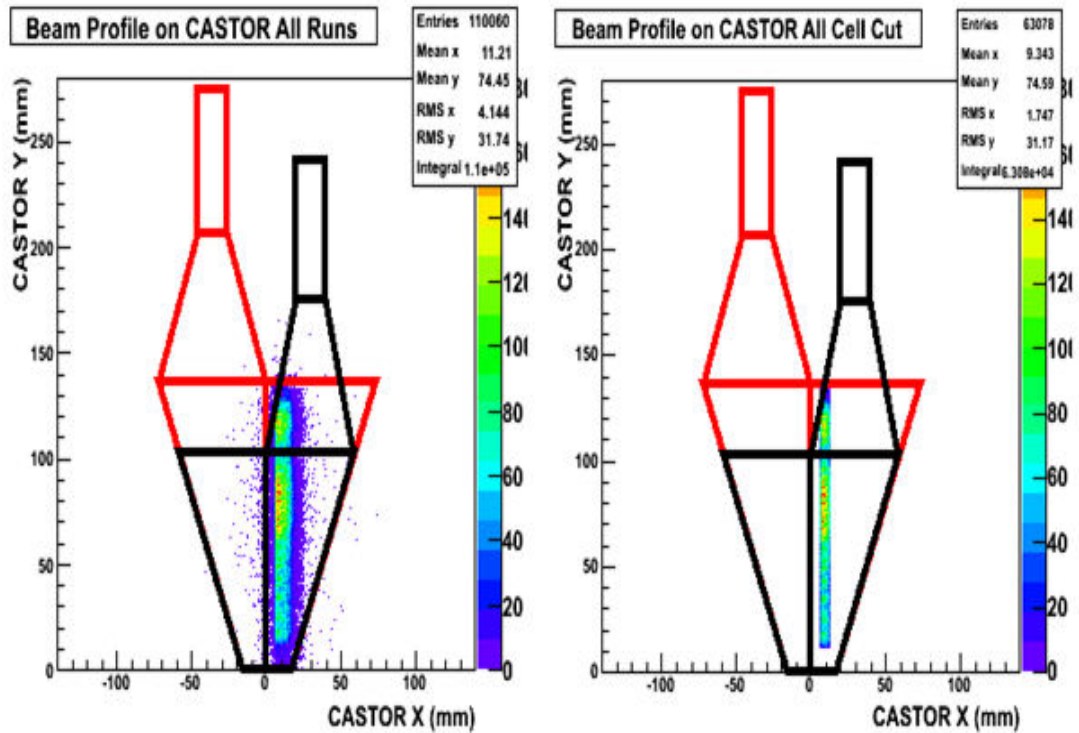 Beam Profile on CASTOR All Runs
Entries 110060
Mean x 11.21
Mean y 74.45
RMS x 4.144
RMS y 31.74
Integral 1.1e+05
CASTOR Y (mm)
250
200
150
100
50
0
-100 -50 0 50 100
CASTOR X (mm)
140
120
100
80
60
40
20
0
Beam Profile on CASTOR All Cell Cut
Entries 63078
Mean x 9.343
Mean y 74.59
RMS x 1.747
RMS y 31.17
Integral 6.308e+04
CASTOR Y (mm)
250
200
150
100
50
0
-100 -50 0 50 100
CASTOR X (mm)
140
120
100
80
60
40
20
0